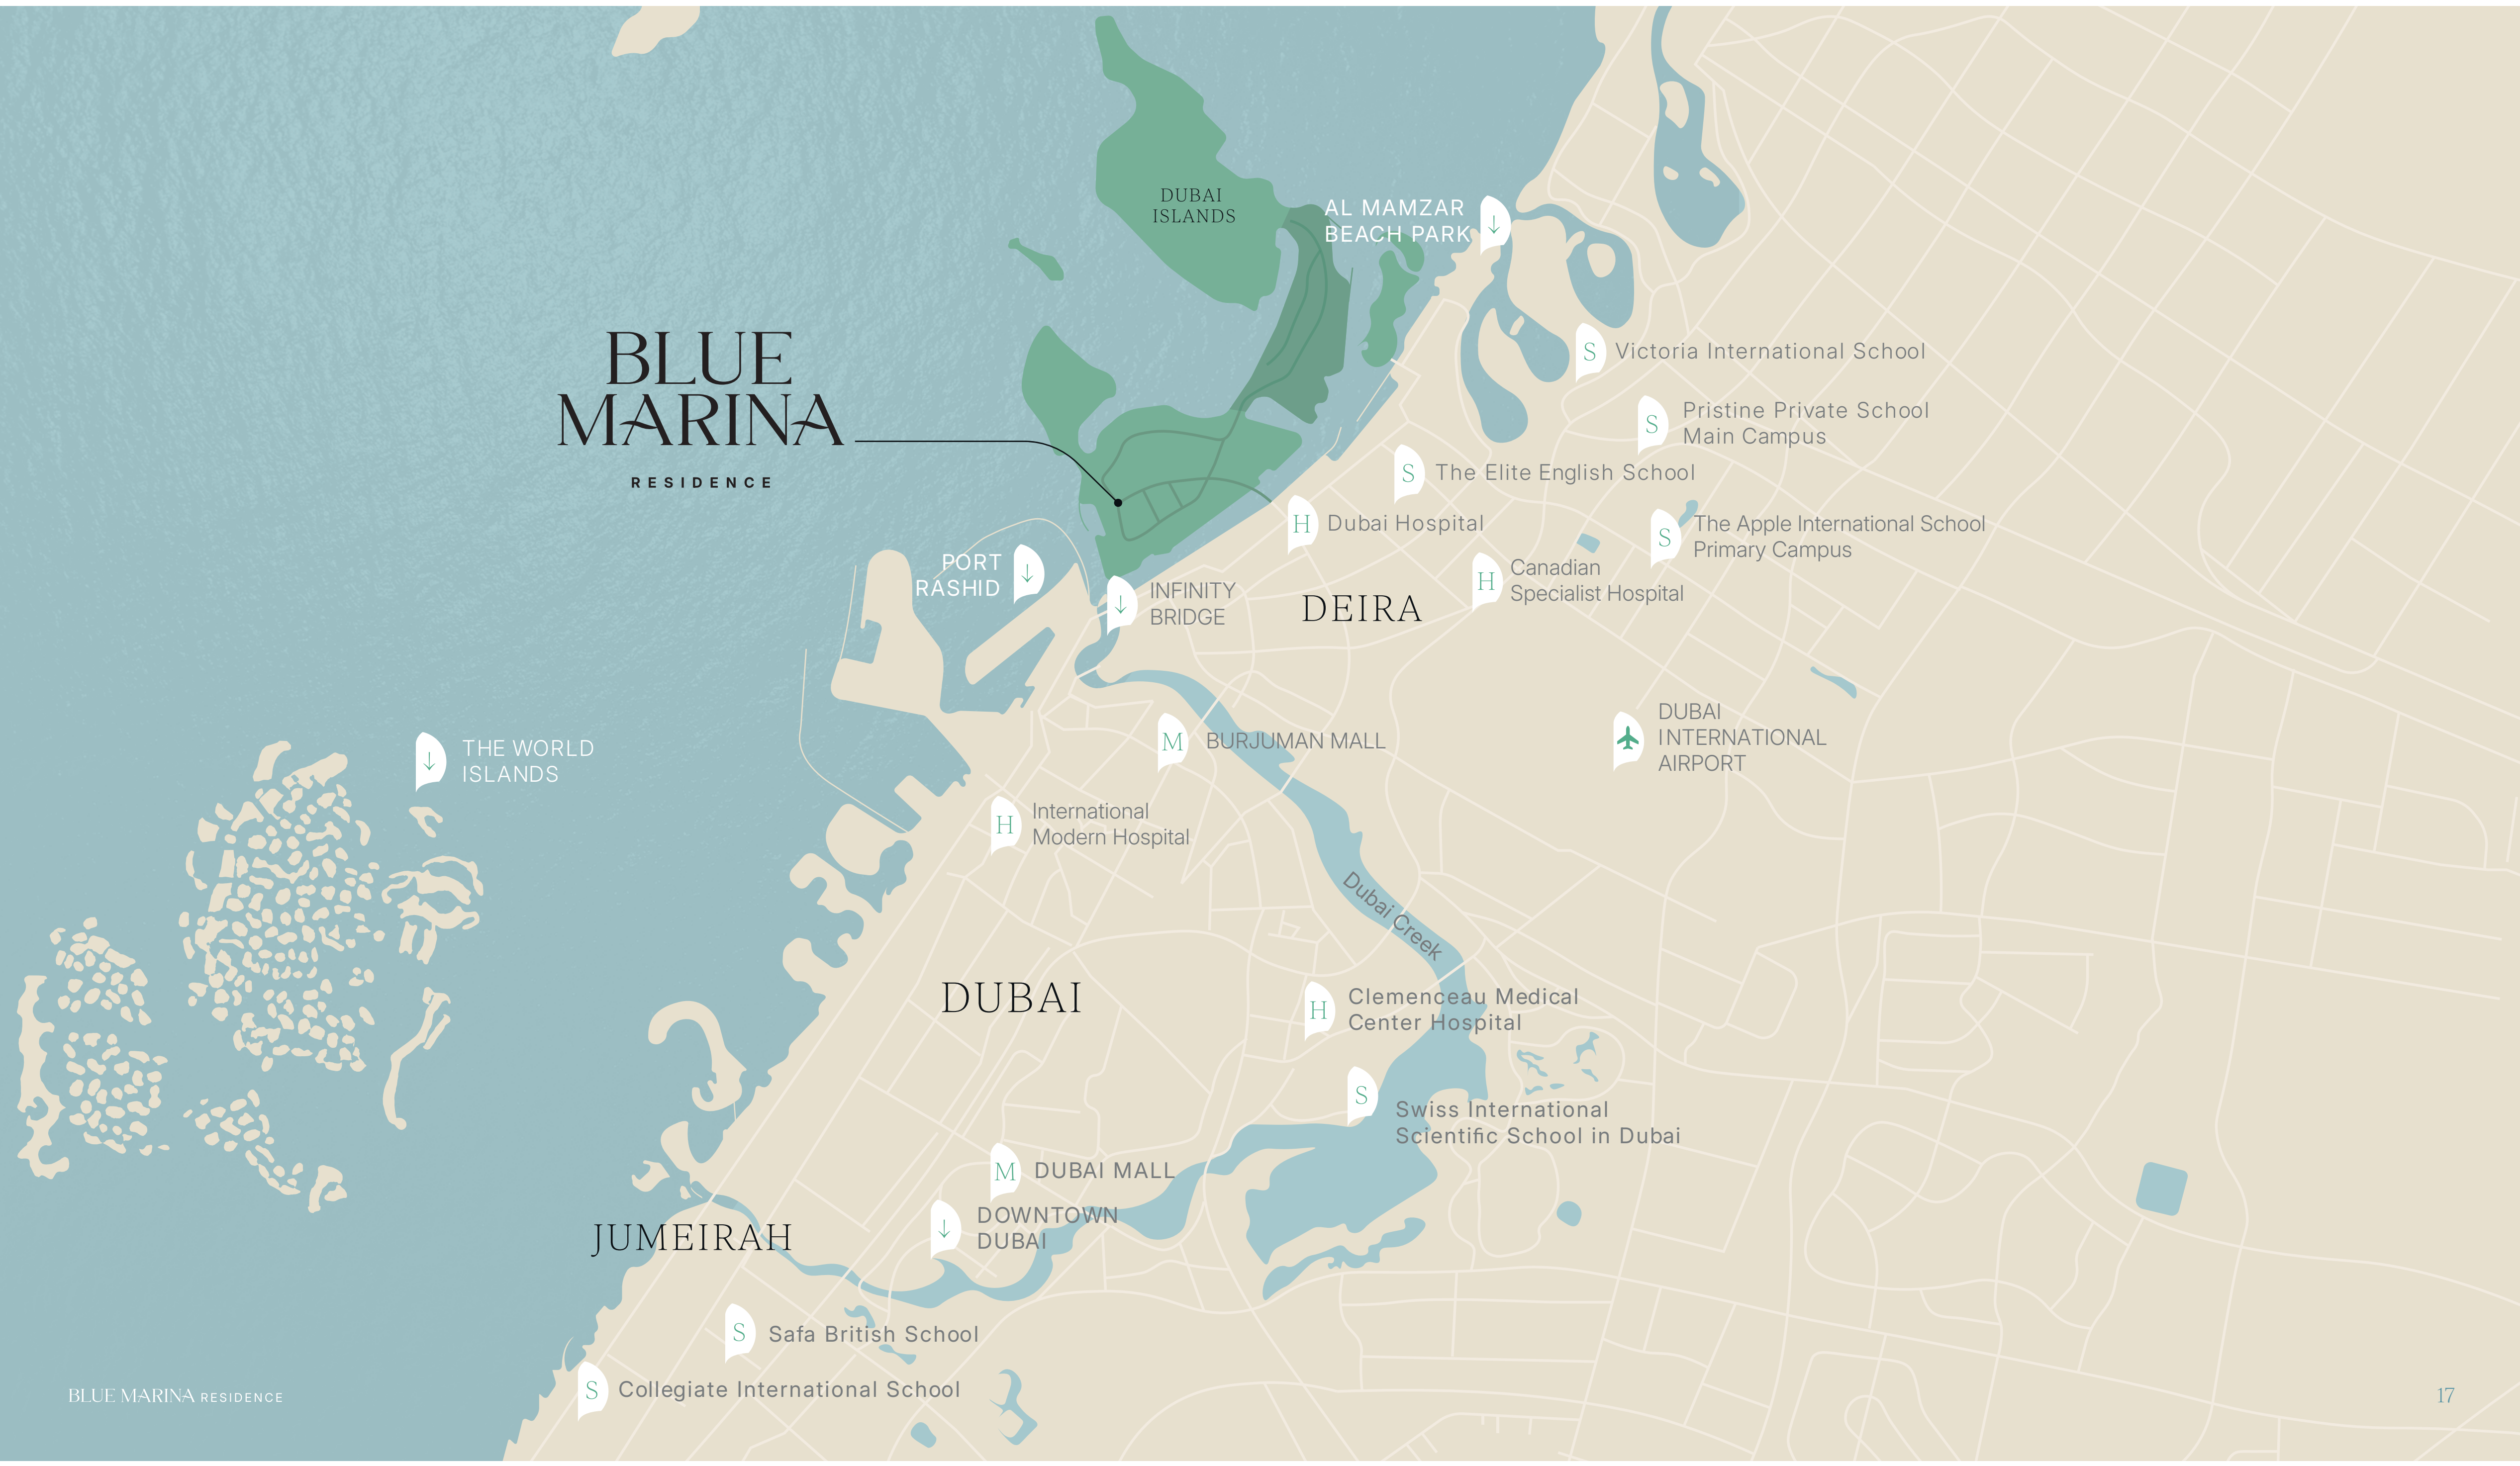 DUBAI
ISLANDS
AL MAMZAR
BEACH PARK
BLUE
MARINA
RESIDENCE
S Victoria International School
S Pristine Private School
Main Campus
S The Elite English School
H Dubai Hospital
S The Apple International School
Primary Campus
H Canadian
Specialist Hospital
PORT
RASHID
INFINITY
BRIDGE
DEIRA
DUBAI
INTERNATIONAL
AIRPORT
M BURJUMAN MALL
THE WORLD
ISLANDS
H International
Modern Hospital
Dubai Creek
DUBAI
H Clemenceau Medical
Center Hospital
S Swiss International
Scientific School in Dubai
M DUBAI MALL
DOWNTOWN
DUBAI
JUMEIRAH
S Safa British School
S Collegiate International School
BLUE MARINA RESIDENCE
17